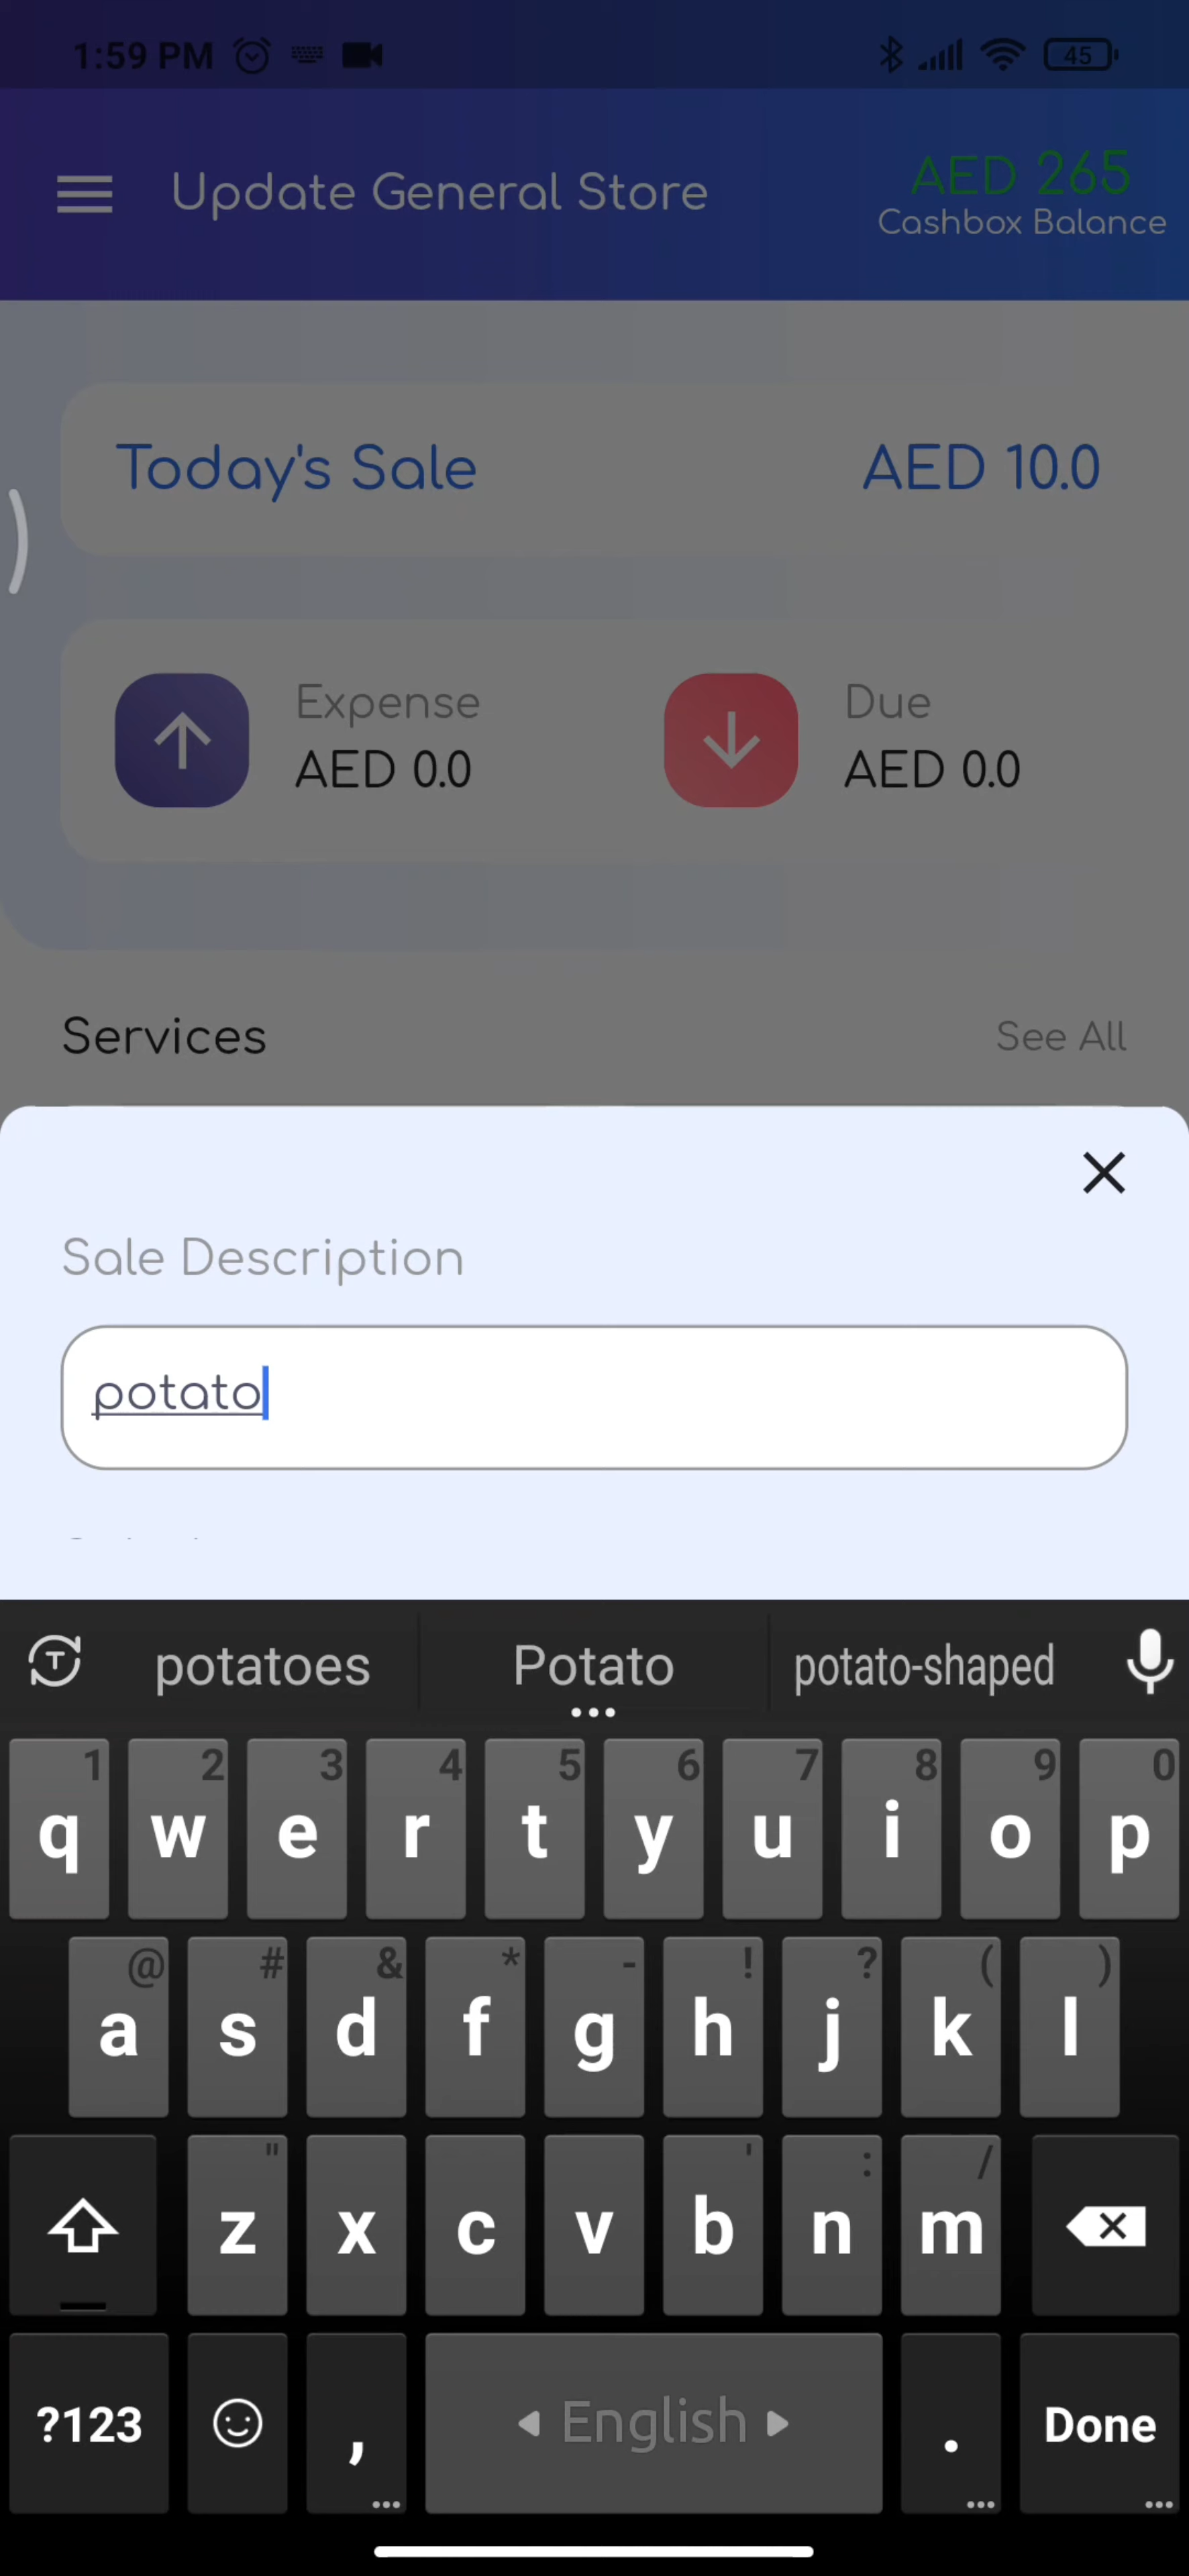 1:59 PM 45
Update General Store
AED 265
Cashbox Balance
Today's Sale AED 10.0
Expense
AED 0.0
Due
AED 0.0
Services See All
Sale Description
potato
T potatoes Potato potato-shaped
1 2 3 4 5 6 7 8 9 0
q w e r t y u i o p
@ # & * - ! ? ( )
a s d f g h j k l
" ' : /
z x c v b n m
?123 , English . Done